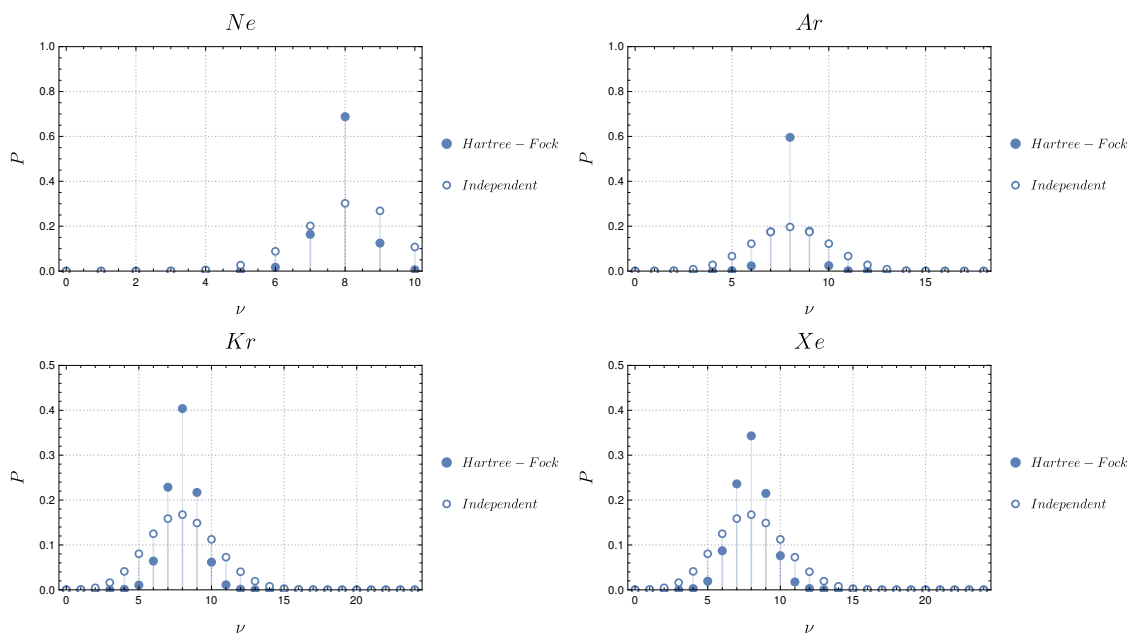 Ne
1.0
0.8
0.6
0.4
0.2
0.0
0 2 4 6 8 10
P
ν
Hartree − Fock
Independent
Ar
1.0
0.8
0.6
0.4
0.2
0.0
0 5 10 15
P
ν
Hartree − Fock
Independent
Kr
0.5
0.4
0.3
0.2
0.1
0.0
0 5 10 15 20
P
ν
Hartree − Fock
Independent
Xe
0.5
0.4
0.3
0.2
0.1
0.0
0 5 10 15 20
P
ν
Hartree − Fock
Independent